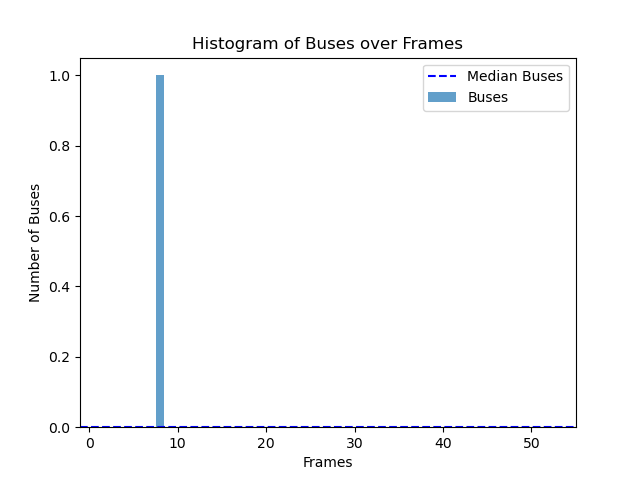 Histogram of Buses over Frames
Median Buses
Buses
1.0
0.8
0.6
0.4
0.2
0.0
Number of Buses
0 10 20 30 40 50
Frames